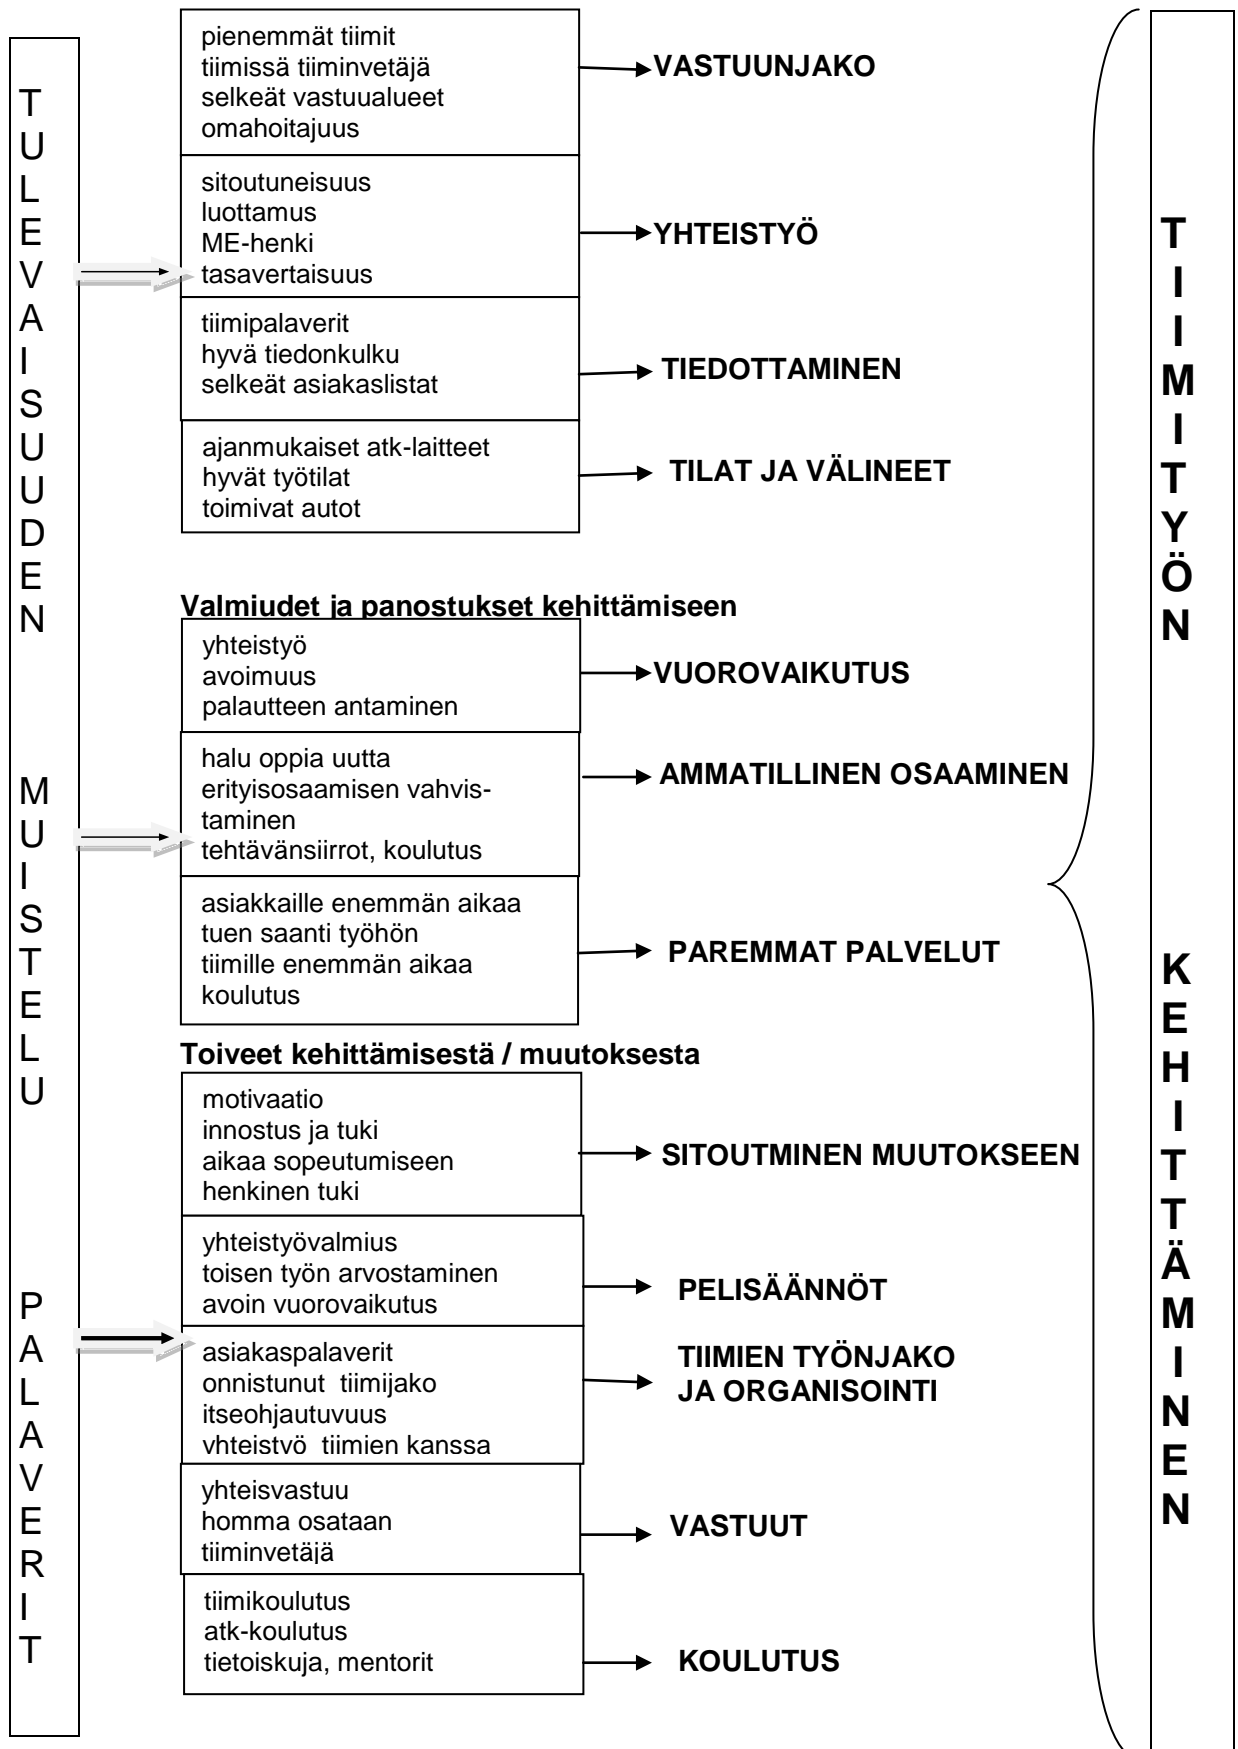 TULEVAISUUDEN MUISTELU PALAVERIT
pienemmät tiimit
tiimissä tiiminvetäjä
selkeät vastuualueet
omahoitajuus
VASTUUNJAKO
sitoutuneisuus
luottamus
ME-henki
tasavertaisuus
YHTEISTYÖ
tiimipalaverit
hyvä tiedonkulku
selkeät asiakaslistat
TIEDOTTAMINEN
ajanmukaiset atk-laitteet
hyvät työtilat
toimivat autot
TILAT JA VÄLINEET
Valmiudet ja panostukset kehittämiseen
yhteistyö
avoimuus
palautteen antaminen
VUOROVAIKUTUS
halu oppia uutta
erityisosaamisen vahvis-
taminen
tehtävänsiirrot, koulutus
AMMATILLINEN OSAAMINEN
asiakkaille enemmän aikaa
tuen saanti työhön
tiimille enemmän aikaa
koulutus
PAREMMAT PALVELUT
Toiveet kehittämisestä / muutoksesta
motivaatio
innostus ja tuki
aikaa sopeutumiseen
henkinen tuki
SITOUTMINEN MUUTOKSEEN
yhteistyövalmius
toisen työn arvostaminen
avoin vuorovaikutus
PELISÄÄNNÖT
asiakaspalaverit
onnistunut tiimijako
itseohjautuvuus
yhteistyö tiimien kanssa
TIIMIEN TYÖNJAKO
JA ORGANISOINTI
yhteisvastuu
homma osataan
tiiminvetäjä
VASTUUT
tiimikoulutus
atk-koulutus
tietoiskuja, mentorit
KOULUTUS
TIIMITYÖN KEHITTÄMINEN